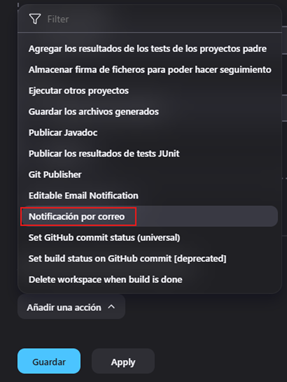 Filter
Agregar los resultados de los tests de los proyectos padre
Almacenar firma de ficheros para poder hacer seguimiento
Ejecutar otros proyectos
Guardar los archivos generados
Publicar Javadoc
Publicar los resultados de tests JUnit
Git Publisher
Editable Email Notification
Notificación por correo
Set GitHub commit status (universal)
Set build status on GitHub commit [deprecated]
Delete workspace when build is done
Añadir una acción
Guardar Apply